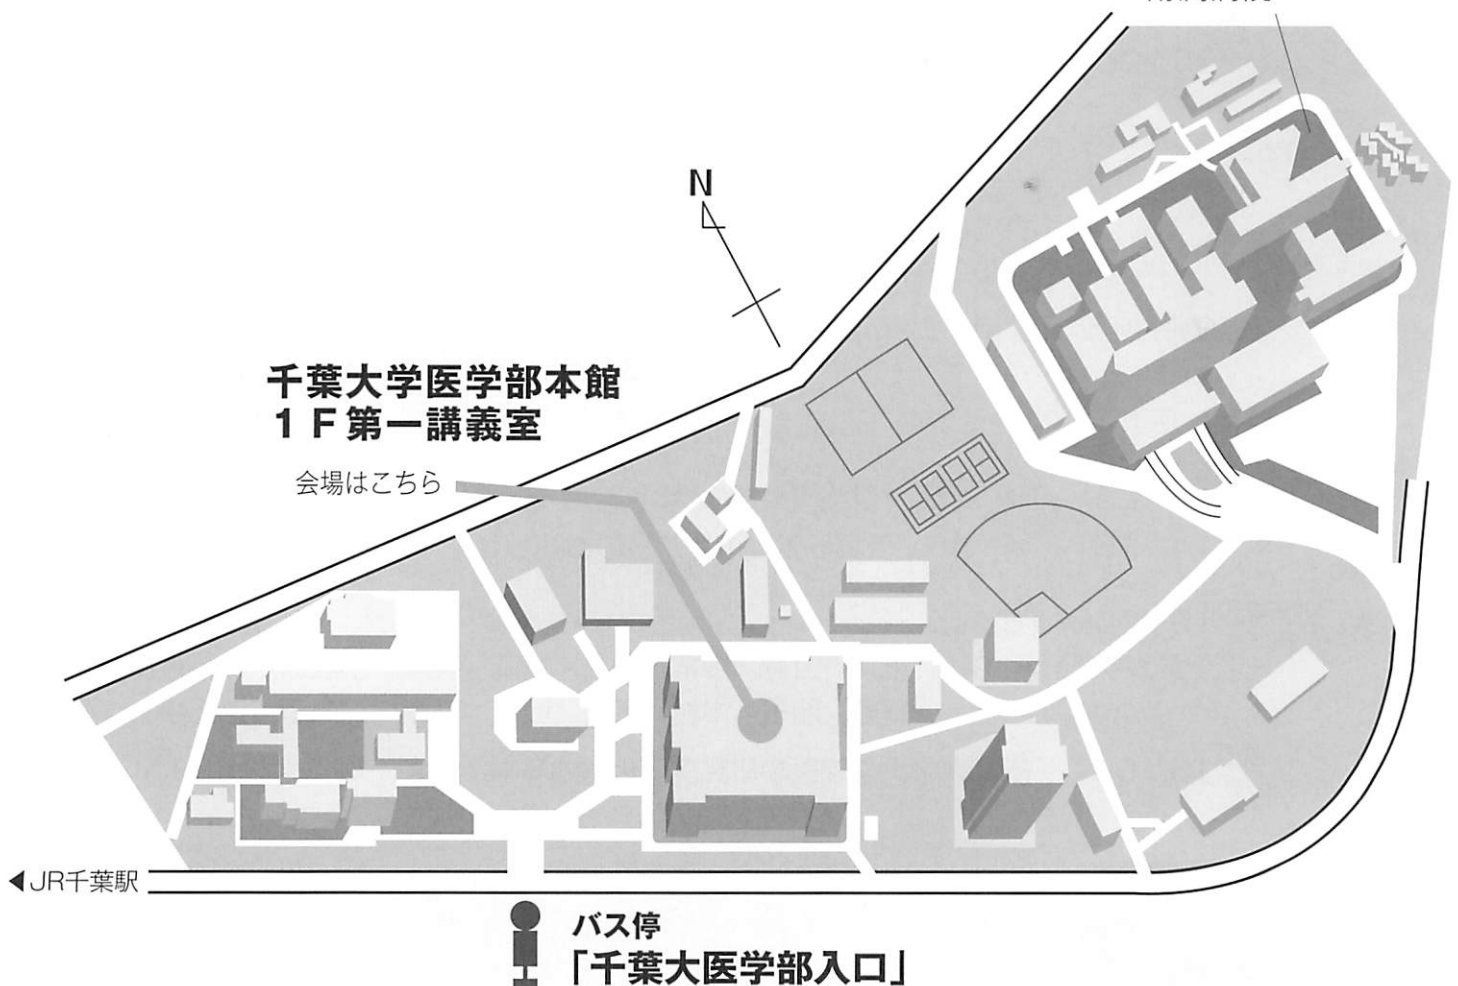 N
千葉大学医学部本館
１Ｆ第一講義室
会場はこちら
◀JR千葉駅
バス停
「千葉大医学部入口」